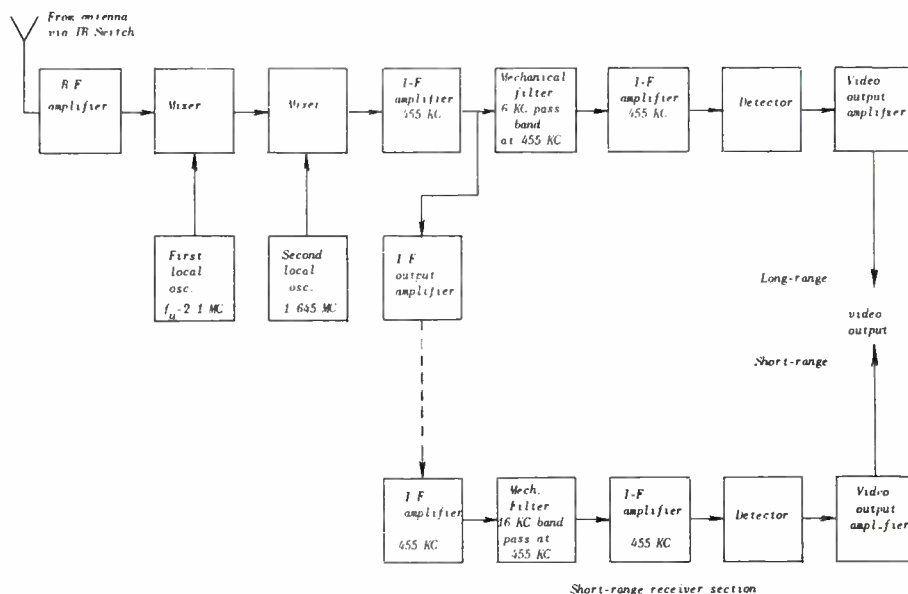 From antenna
via TR Switch
R F
amplifier
Mixer
Mixer
I-F
amplifier
455 KC
Mechanical
filter
6 KC pass
band
at 455 KC
I-F
amplifier
455 KC
Detector
Video
output
amplifier
First
local
osc.
2 1 MC
Second
local
osc.
1 645 MC
I F
output
amplifier
Long-range
video
output
Short-range
I F
amplifier
455 KC
Mech.
Filter
16 KC band
pass at
455 KC
I-F
amplifier
455 KC
Detector
Video
output
amplifier
Short-range receiver section